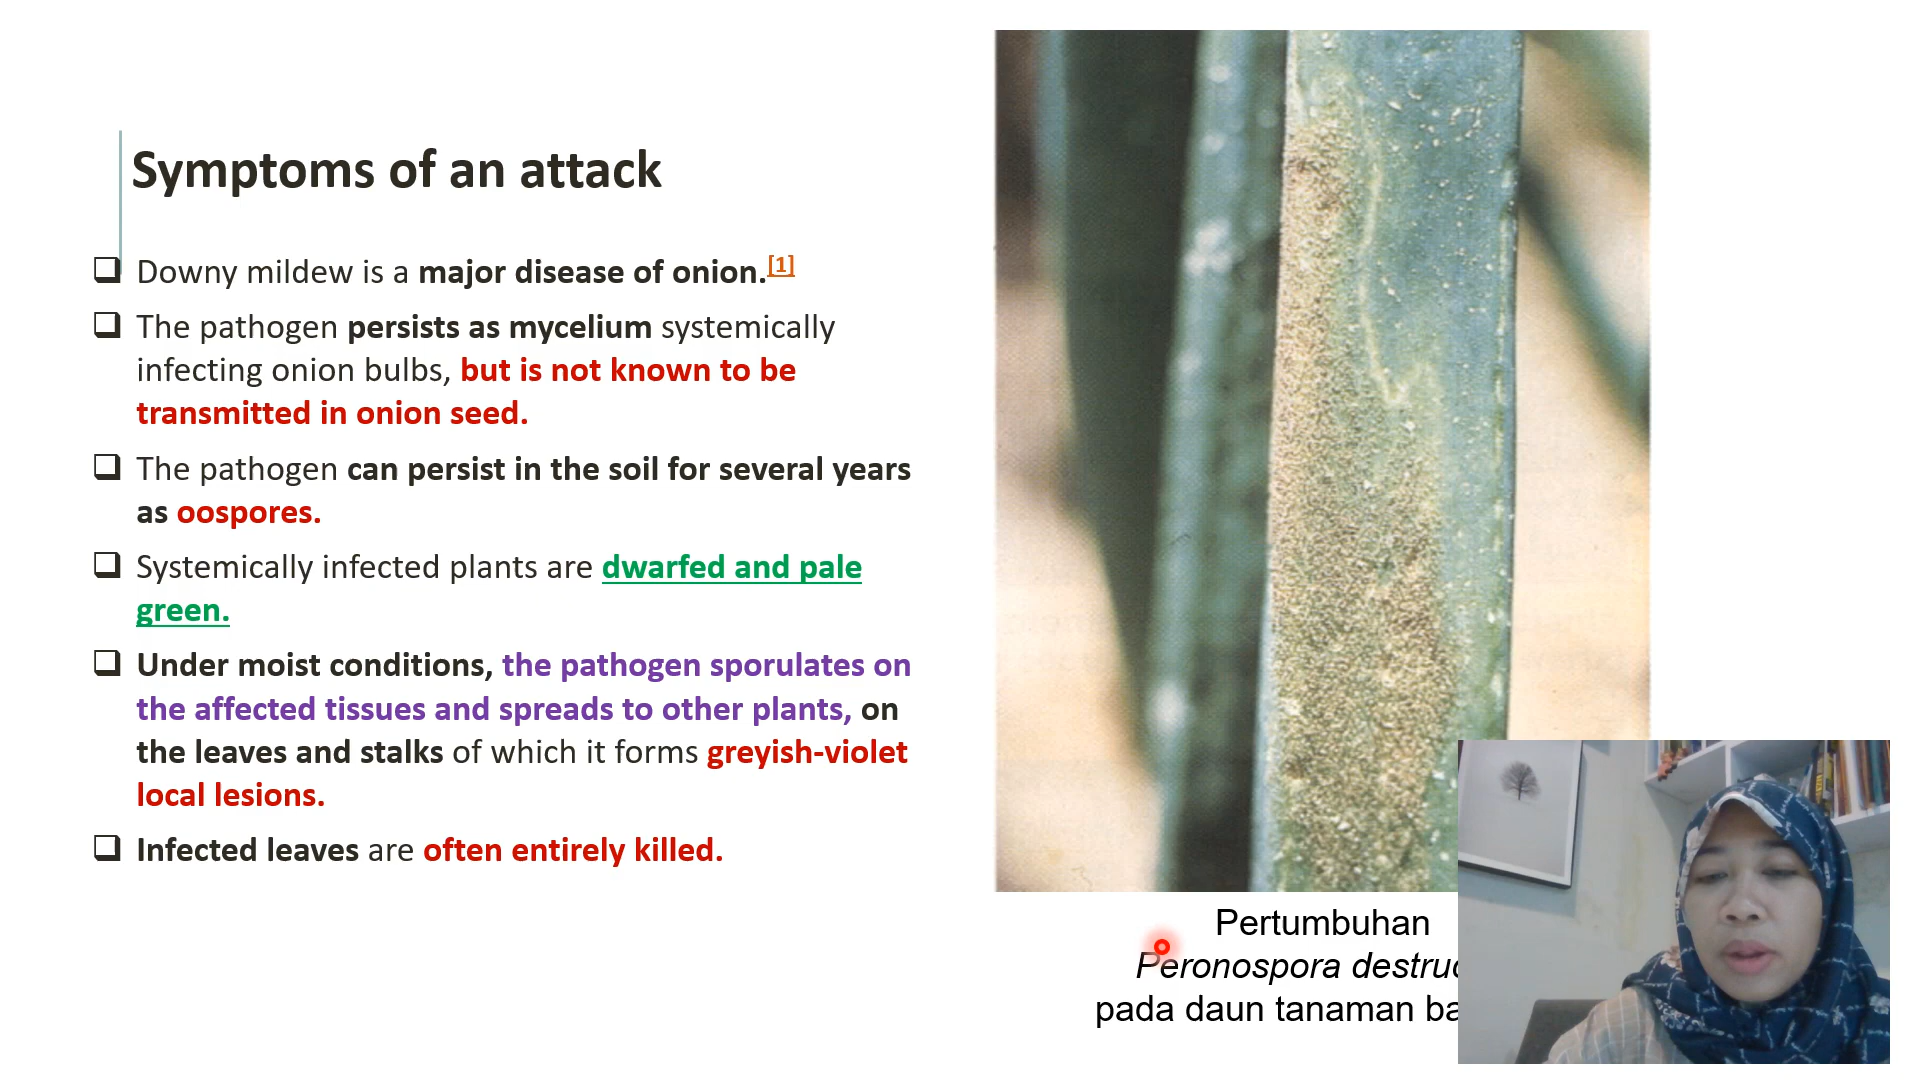 Symptoms of an attack
Downy mildew is a major disease of onion.[1]
The pathogen persists as mycelium systemically
infecting onion bulbs, but is not known to be
transmitted in onion seed.
The pathogen can persist in the soil for several years
as oospores.
Systemically infected plants are dwarfed and pale
green.
Under moist conditions, the pathogen sporulates on
the affected tissues and spreads to other plants, on
the leaves and stalks of which it forms greyish-violet
local lesions.
Infected leaves are often entirely killed.
Pertumbuhan
Peronospora
pada daun tanaman